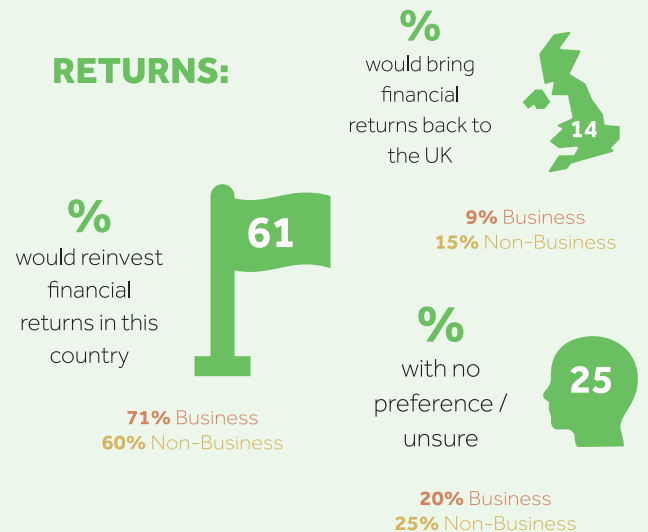 RETURNS:
%
would reinvest
financial
returns in this
country
61
71% Business
60% Non-Business
%
would bring
financial
returns back to
the UK
14
9% Business
15% Non-Business
%
with no
preference /
unsure
25
20% Business
25% Non-Business